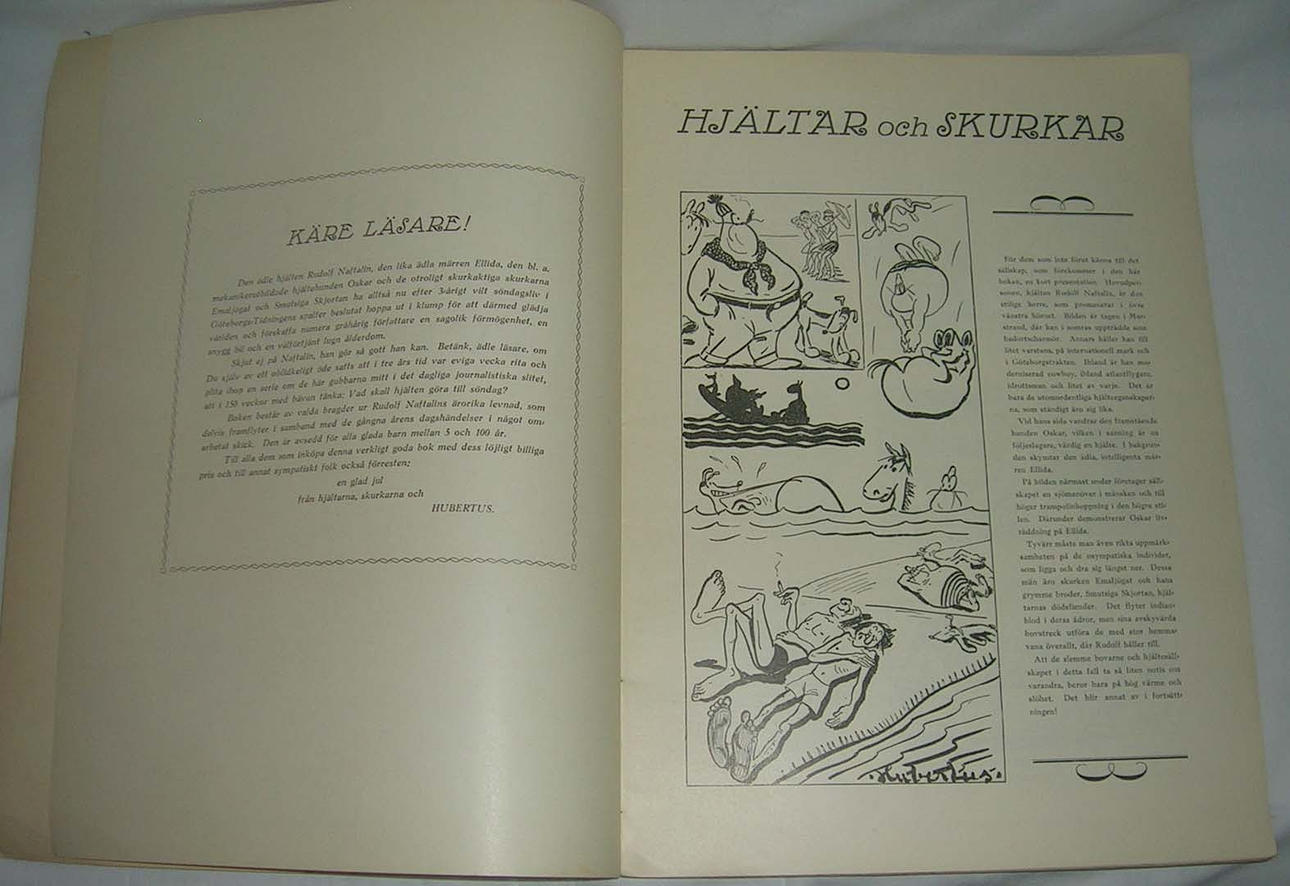 KÄRE LÄSARE!
Den ädle hjälten Rudolf Naftalin, den lika ädla märren Ellida, den bl. a.
mekanikerutbildade hjältehunden Oskar och de otroligt skurkaktiga skurkarna
Emaljögat och Smutsiga Skjortan ha alltså nu efter 3-årigt vilt söndagsliv i
Göteborgs-Tidningens spalter beslutat hoppa ut i klump för att därmed glädja
världen och förskaffa numera gråhårig författare en sagolik förmögenhet, en
snygg bil och en välförtjänt lugn ålderdom.
Skjut ej på Naftalin, han gör så gott han kan. Betänk, ädle läsare, om
Du själv av ett oblidkeligt öde satts att i tre års tid var eviga vecka rita och
plita ihop en serie om de här gubbarna mitt i det dagliga journalistiska slitet,
att i 150 veckor med bävan tänka: Vad skall hjälten göra till söndag?
Boken består av valda bragder ur Rudolf Naftalins ärorika levnad, som
delvis framflyter i samband med de gångna årens dagshändelser i något om-
arbetat skick. Den är avsedd för alla glada barn mellan 5 och 100 år.
Till alla dem som inköpa denna verkligt goda bok med dess löjligt billiga
pris och till annat sympatiskt folk också förresten:
en glad jul
från hjältarna, skurkarna och
HUBERTUS.
HJÄLTAR och SKURKAR
För dem som inte förut känna till det
sällskap, som förekommer i den här
boken, en kort presentation. Huvudper-
sonen, hjälten Rudolf Naftalin, är den
ståtliga herre, som promenerar i övre
vänstra hörnet. Bilden är tagen i Mar-
strand, där han i somras uppträdde som
badortscharmör. Annars håller han till
litet varstans, på internationell mark och
i Göteborgstrakten. Ibland är han mo-
derniserad cowboy, ibland atlantflygare,
idrottsman och litet av varje. Det är
bara de utomordentliga hjälteegenskaper-
na, som ständigt äro sig lika.
Vid hans sida vandrar den framstående
hunden Oskar, vilken i sanning är en
följeslagare, värdig en hjälte. I bakgrun-
den skymtar den ädla, intelligenta mär-
ren Ellida.
På bilden närmast under företager säll-
skapet en sjömanövé i månsken och till
höger trampolinhoppning i den högre sti-
len. Därunder demonstrerar Oskar liv-
räddning på Ellida.
Tyvärr måste man även rikta uppmärk-
samheten på de osympatiska individer,
som ligga och dra sig längst ner. Dessa
män äro skurken Emaljögat och hans
grymme broder, Smutsiga Skjortan, hjäl-
tarnas dödsfiender. Det flyter indian-
blod i deras ådror, men sina avskyvärda
bovstreck utföra de med stor hemma-
vana överallt, där Rudolf håller till.
Att de slemme bovarne och hjältesäll-
skapet i detta fall ta så liten notis om
varandra, beror bara på hög värme och
slöhet. Det blir annat av i fortsätt-
ningen!
Hubertus.